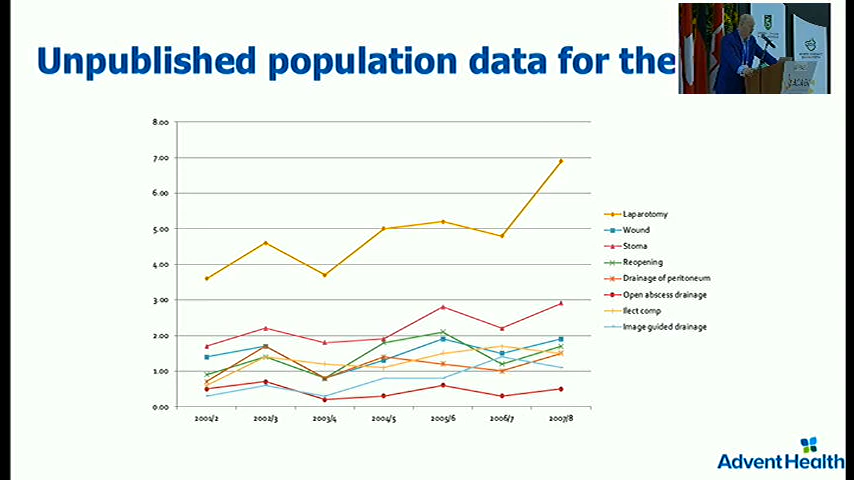 Unpublished population data for the
8.00
7.00
6.00
5.00
4.00
3.00
2.00
1.00
0.00
2001/2 2002/3 2003/4 2004/5 2005/6 2006/7 2007/8
Laparotomy
Wound
Stoma
Reopening
Drainage of peritoneum
Open abscess drainage
Ilect comp
Image guided drainage
Advent Health